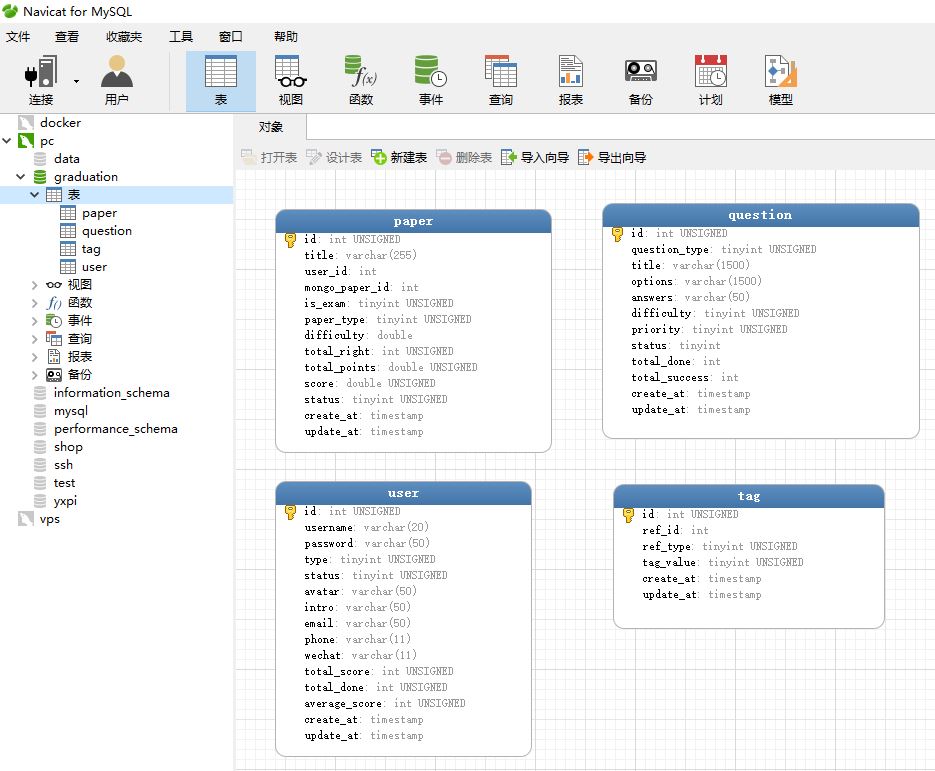 Navicat for MySQL
文件 查看 收藏夹 工具 窗口 帮助
连接 用户 表 视图 函数 事件 查询 报表 备份 计划 模型
docker
pc
data
graduation
表
paper
question
tag
user
视图
函数
事件
查询
报表
备份
information_schema
mysql
performance_schema
shop
ssh
test
yxpi
vps
对象
打开表 设计表 新建表 删除表 导入向导 导出向导
paper
id: int UNSIGNED
title: varchar(255)
user_id: int
mongo_paper_id: int
is_exam: tinyint UNSIGNED
paper_type: tinyint UNSIGNED
difficulty: double
total_right: int UNSIGNED
total_points: double UNSIGNED
score: double UNSIGNED
status: tinyint UNSIGNED
create_at: timestamp
update_at: timestamp
question
id: int UNSIGNED
question_type: tinyint UNSIGNED
title: varchar(1500)
options: varchar(1500)
answers: varchar(50)
difficulty: tinyint UNSIGNED
priority: tinyint UNSIGNED
status: tinyint
total_done: int
total_success: int
create_at: timestamp
update_at: timestamp
user
id: int UNSIGNED
username: varchar(20)
password: varchar(50)
type: tinyint UNSIGNED
status: tinyint UNSIGNED
avatar: varchar(50)
intro: varchar(50)
email: varchar(50)
phone: varchar(11)
wechat: varchar(11)
total_score: int UNSIGNED
total_done: int UNSIGNED
average_score: int UNSIGNED
create_at: timestamp
update_at: timestamp
tag
id: int UNSIGNED
ref_id: int
ref_type: tinyint UNSIGNED
tag_value: tinyint UNSIGNED
create_at: timestamp
update_at: timestamp